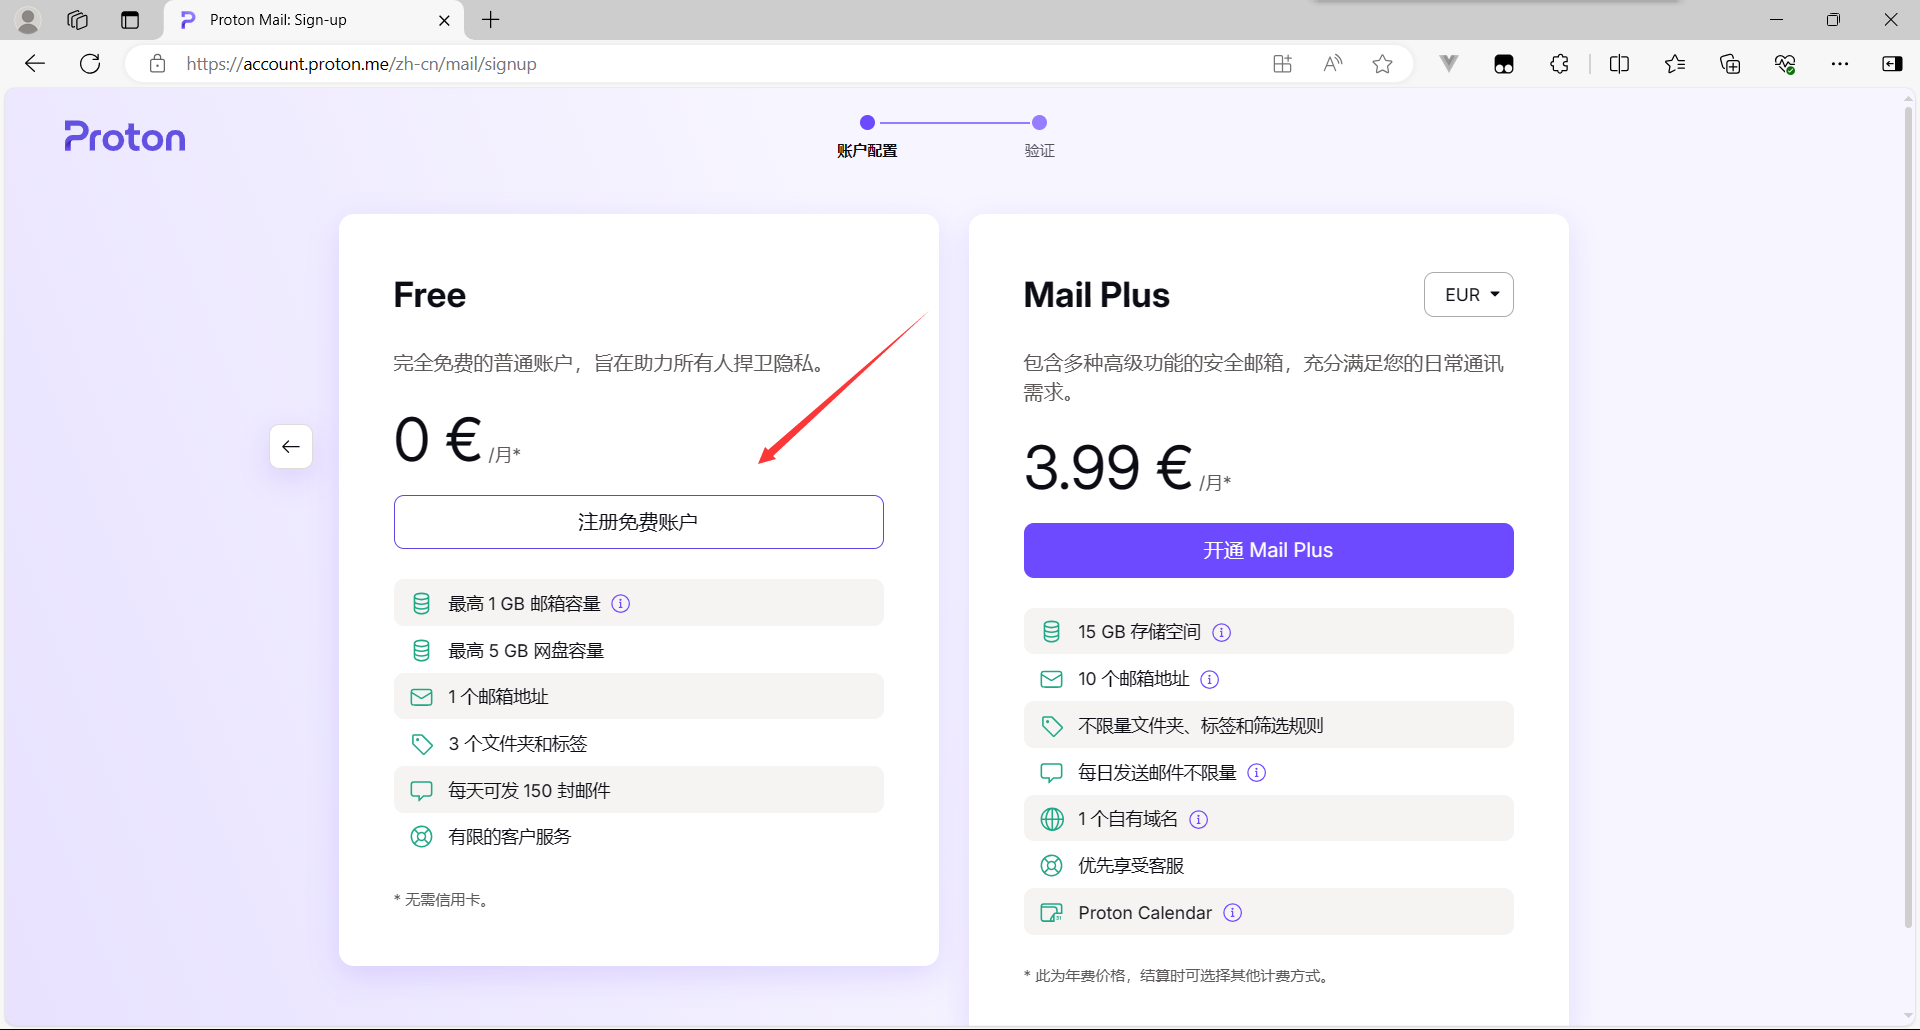 Proton Mail: Sign-up
https://account.proton.me/zh-cn/mail/signup
Proton
账户配置
验证
Free
完全免费的普通账户，旨在助力所有人捍卫隐私。
0 € /月*
注册免费账户
最高 1 GB 邮箱容量
最高 5 GB 网盘容量
1 个邮箱地址
3 个文件夹和标签
每天可发 150 封邮件
有限的客户服务
* 无需信用卡。
Mail Plus
EUR
包含多种高级功能的安全邮箱，充分满足您的日常通讯
需求。
3.99 € /月*
开通 Mail Plus
15 GB 存储空间
10 个邮箱地址
不限量文件夹、标签和筛选规则
每日发送邮件不限量
1 个自有域名
优先享受客服
Proton Calendar
* 此为年费价格，结算时可选择其他计费方式。